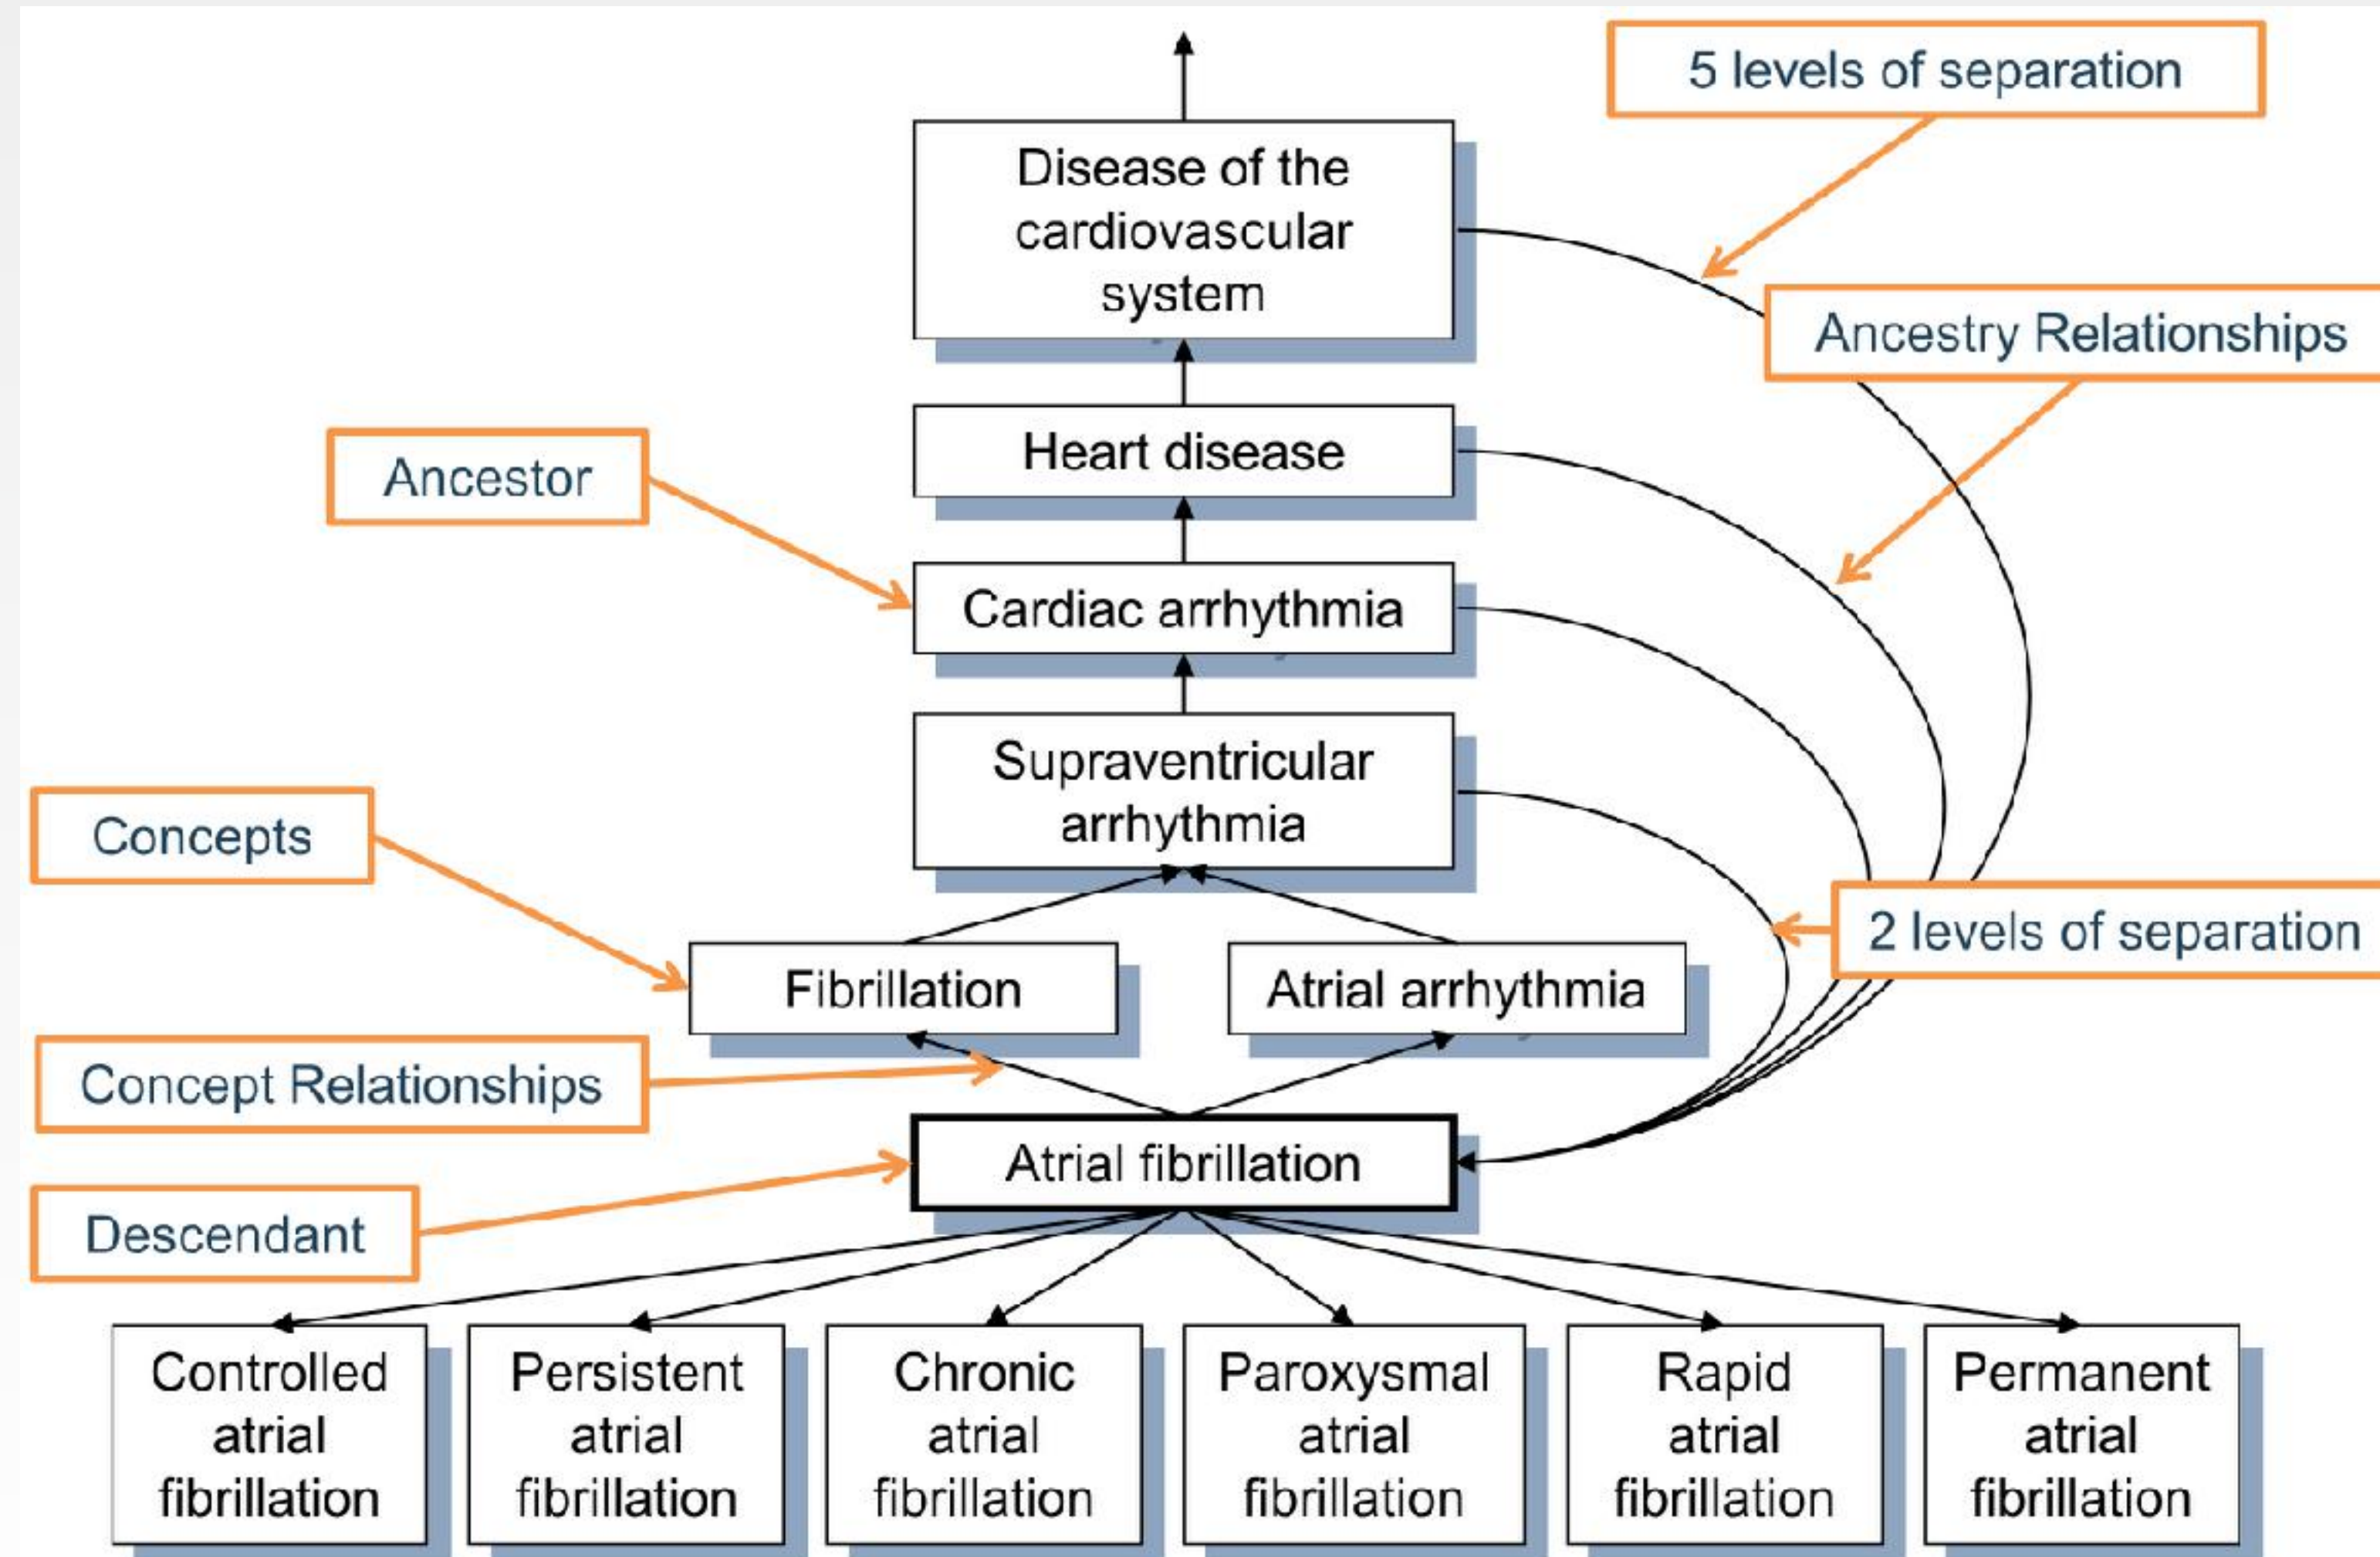 5 levels of separation
Disease of the
cardiovascular
system
Ancestry Relationships
Heart disease
Ancestor
Cardiac arrhythmia
Supraventricular
arrhythmia
Concepts
2 levels of separation
Fibrillation
Atrial arrhythmia
Concept Relationships
Atrial fibrillation
Descendant
Controlled
atrial
fibrillation
Persistent
atrial
fibrillation
Chronic
atrial
fibrillation
Paroxysmal
atrial
fibrillation
Rapid
atrial
fibrillation
Permanent
atrial
fibrillation